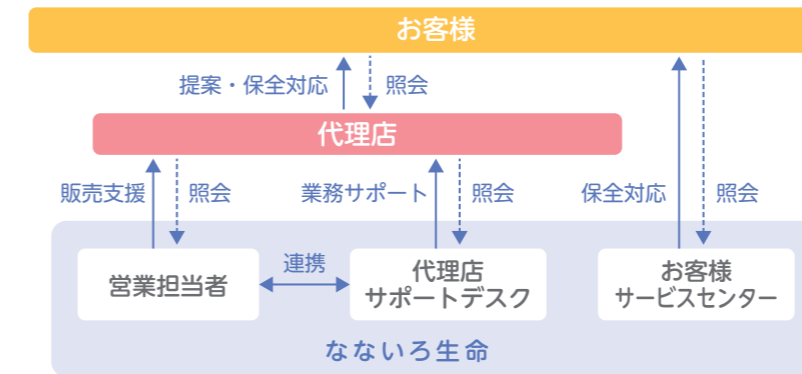 お客様
提案・保全対応
照会
代理店
販売支援
照会
業務サポート
照会
保全対応
照会
営業担当者
連携
代理店
サポートデスク
お客様
サービスセンター
なないろ生命